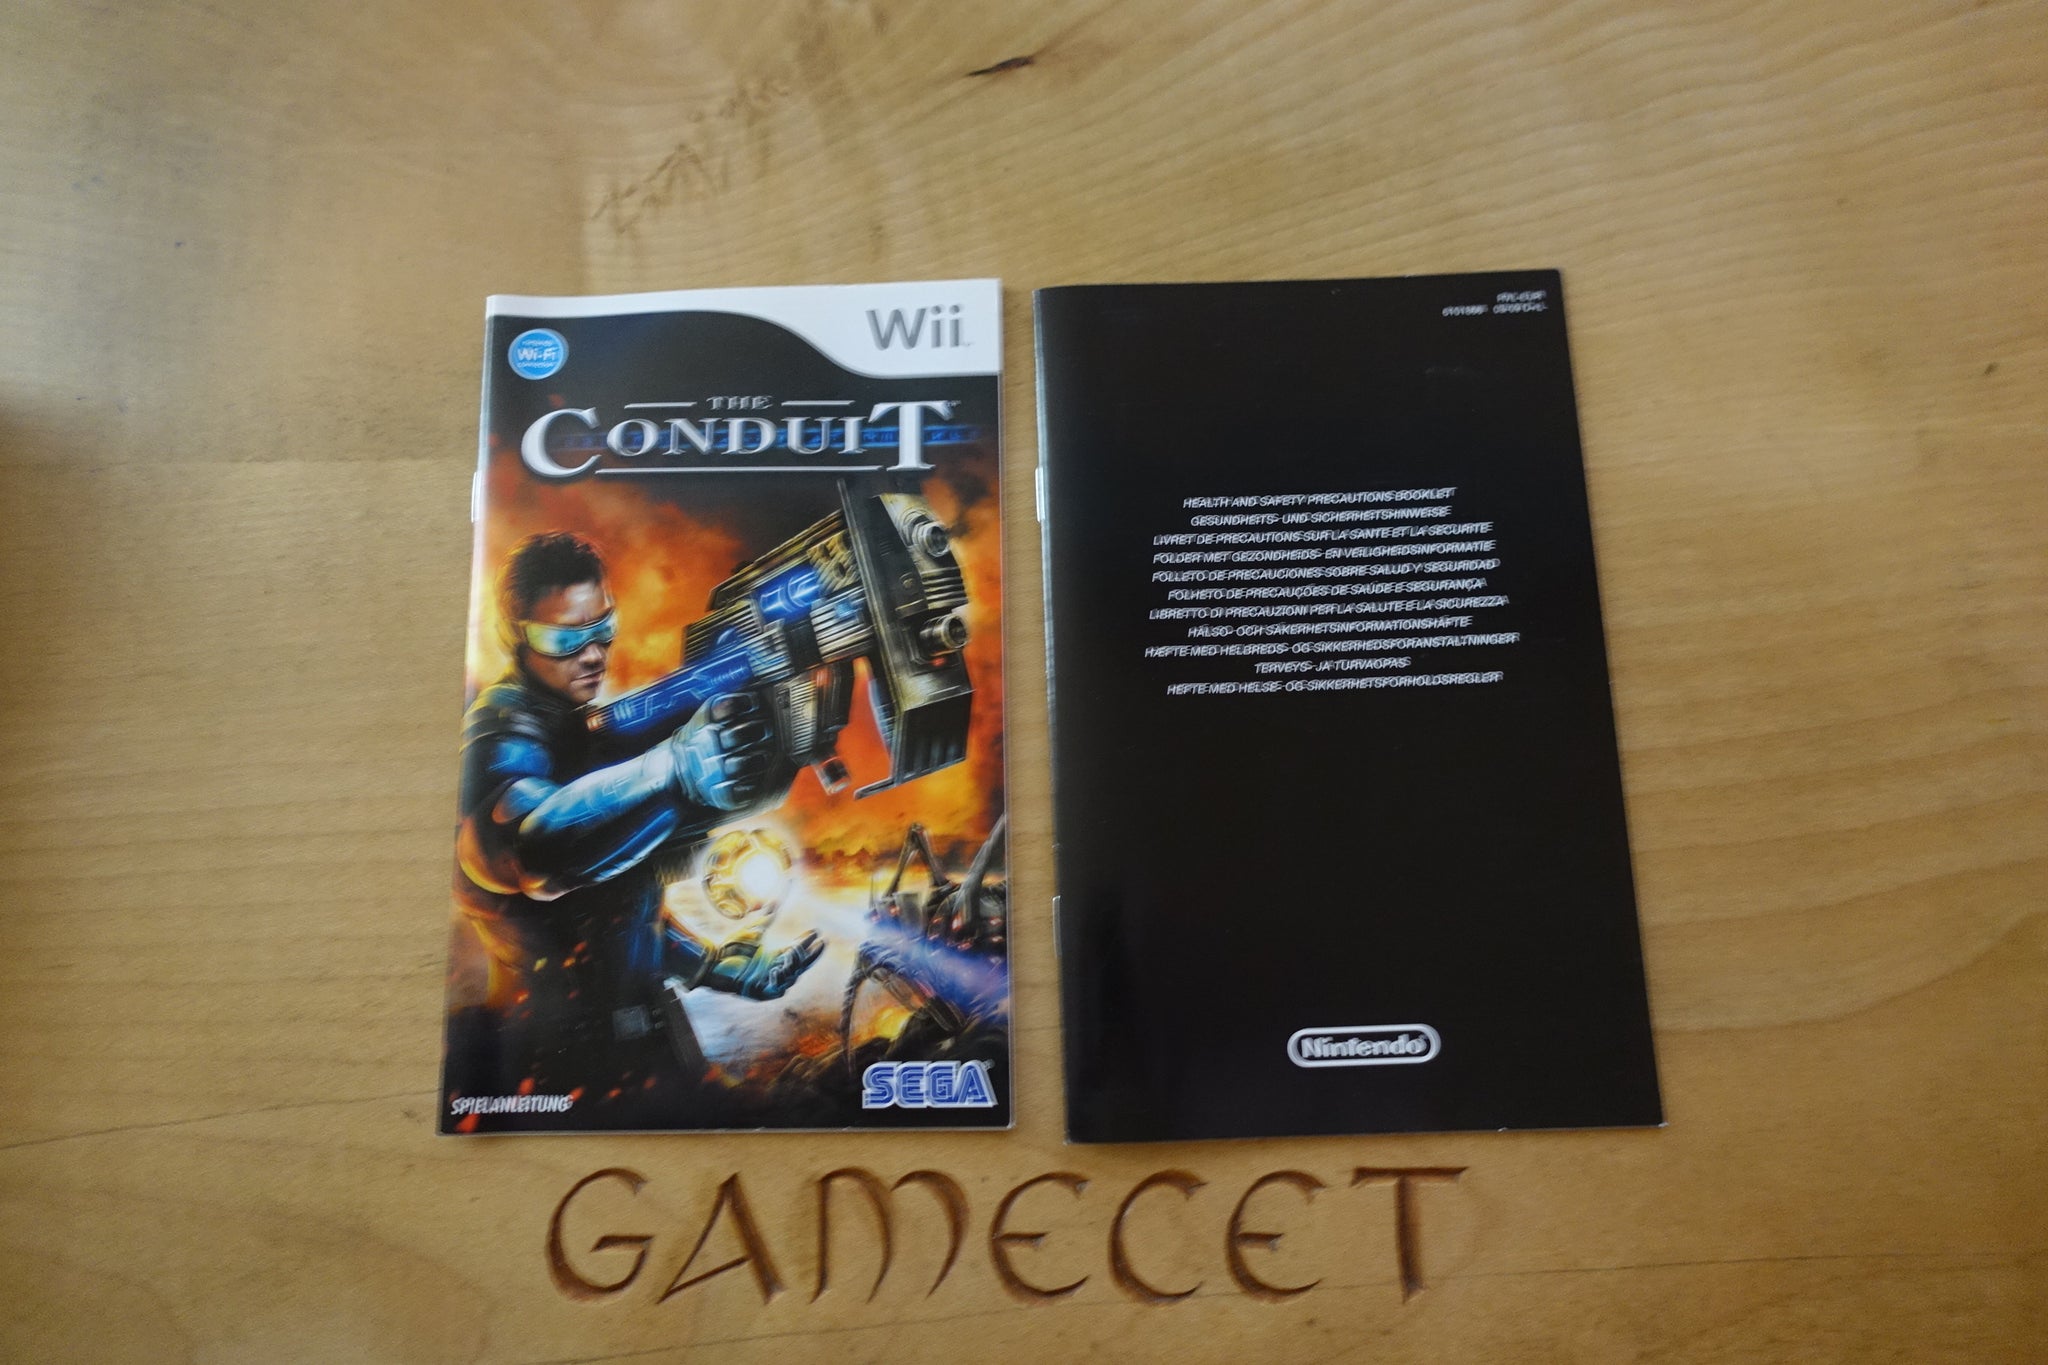 Wii
Wi-Fi
THE
CONDUIT
SPIELANLEITUNG
SEGA
HEALTH AND SAFETY PRECAUTIONS BOOKLET
GESUNDHEITS- UND SICHERHEITSHINWEISE
LIVRET DE PRECAUTIONS SUR LA SANTE ET LA SECURITE
FOLDER MET GEZONDHEIDS- EN VEILIGHEIDSINFORMATIE
FOLLETO DE PRECAUCIONES SOBRE SALUD Y SEGURIDAD
FOLHETO DE PRECAUÇÕES DE SAÚDE E SEGURANÇA
LIBRETTO DI PRECAUZIONI PER LA SALUTE E LA SICUREZZA
HÄLSO- OCH SÄKERHETSINFORMATIONSHÄFTE
HÆFTE MED HELBREDS- OG SIKKERHEDSFORANSTALTNINGER
TERVEYS- JA TURVAOPAS
HEFTE MED HELSE- OG SIKKERHETSFORHOLDSREGLER
Nintendo
GAMECET